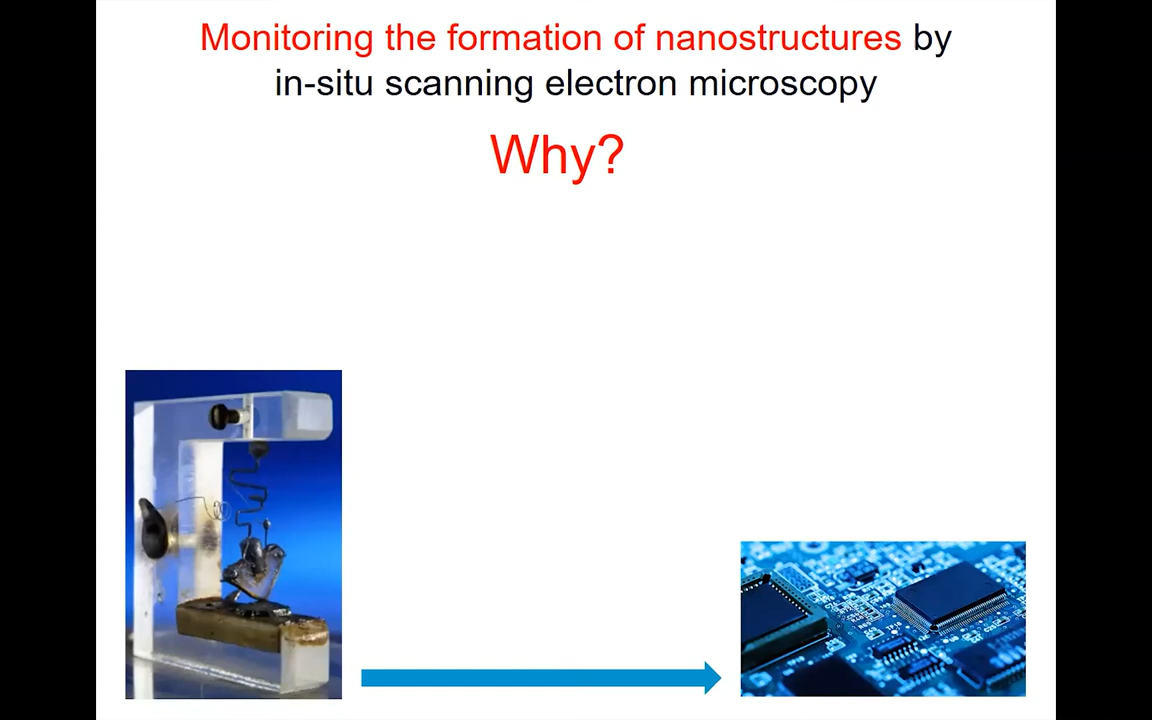 Monitoring the formation of nanostructures by
in-situ scanning electron microscopy
Why?